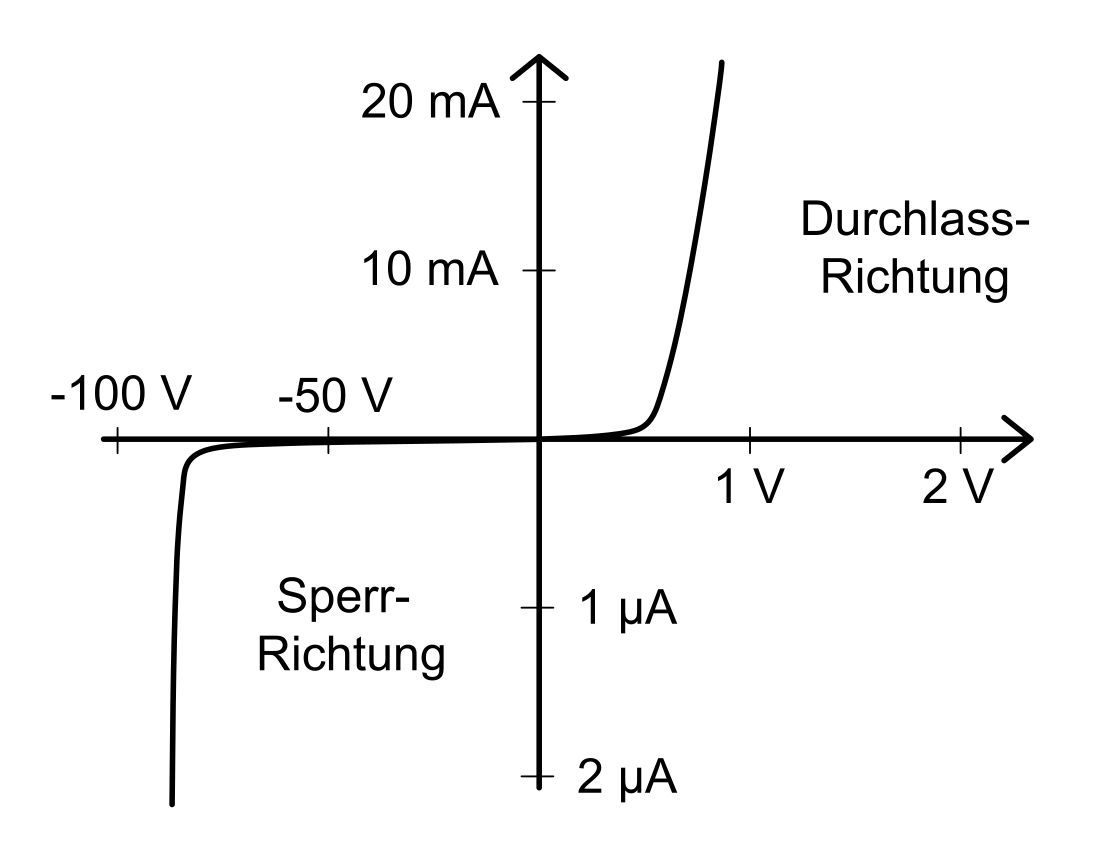 20 mA
Durchlass-
Richtung
10 mA
-100 V
-50 V
1 V
2 V
Sperr-
Richtung
1 µA
2 µA